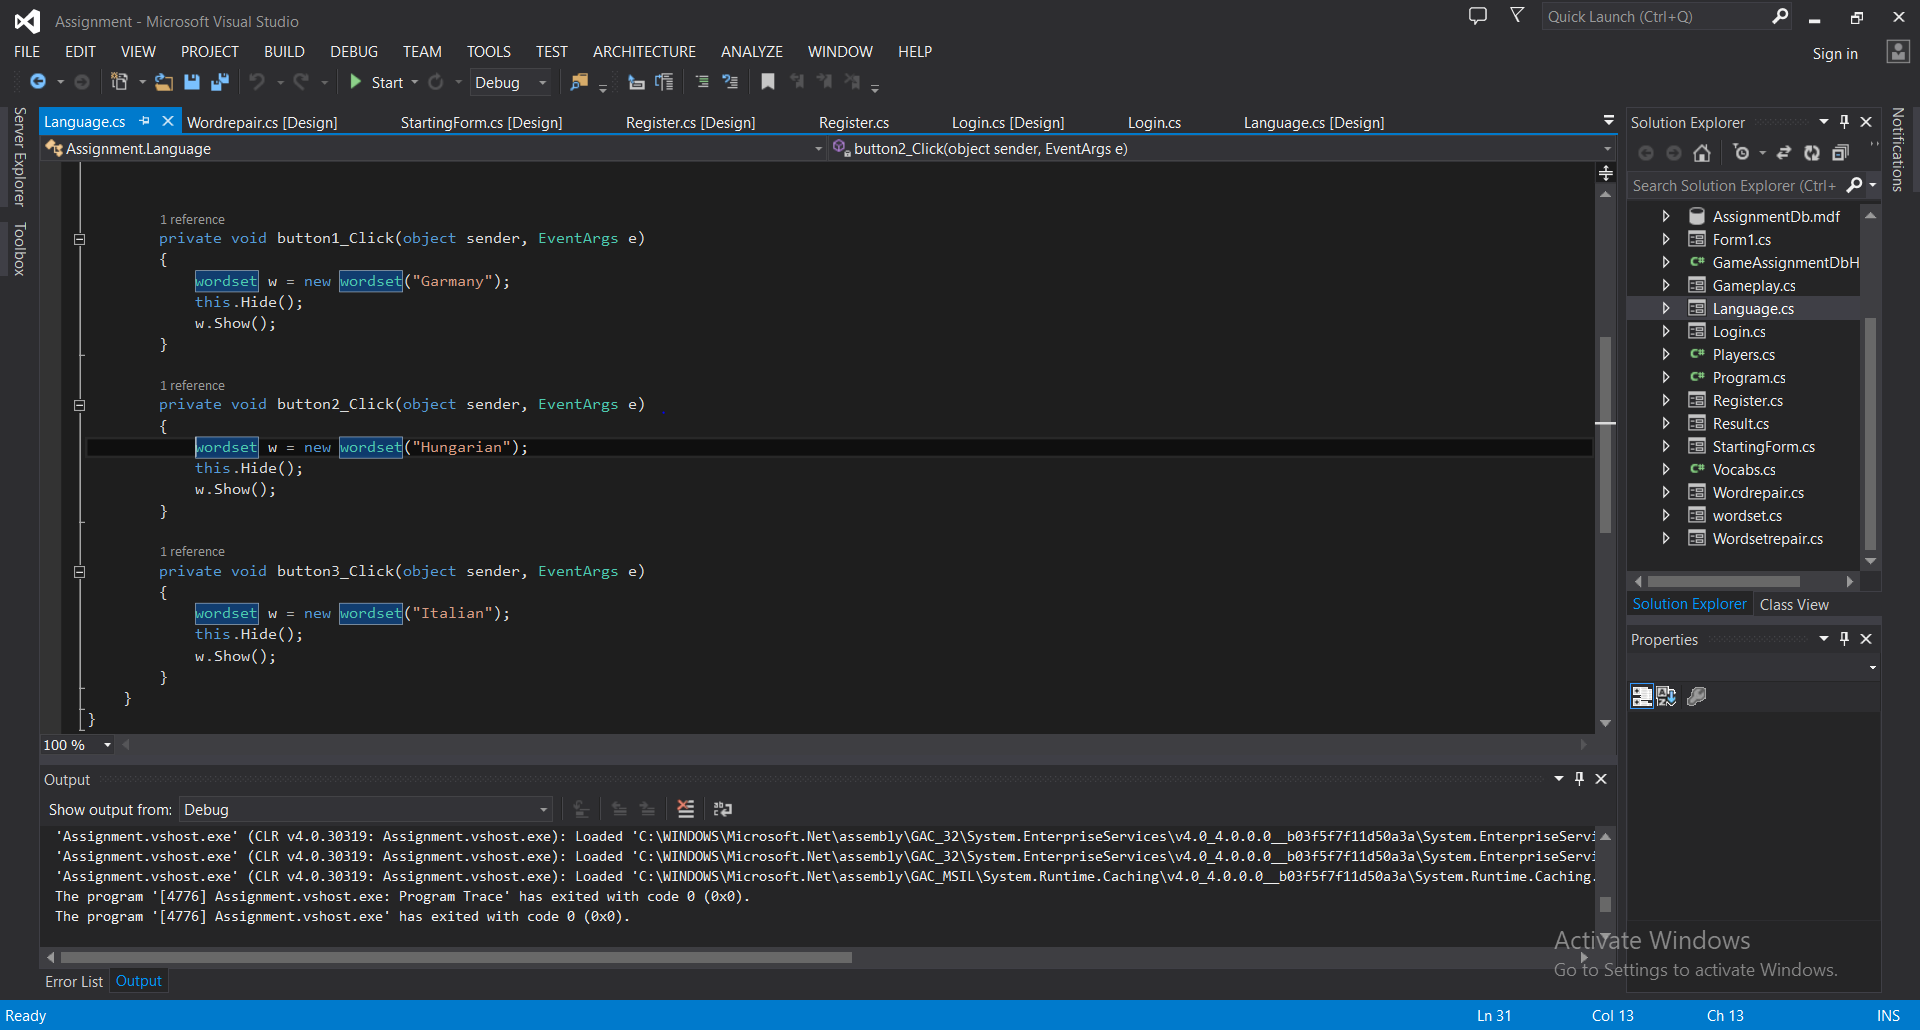 Assignment - Microsoft Visual Studio
Quick Launch (Ctrl+Q)
FILE EDIT VIEW PROJECT BUILD DEBUG TEAM TOOLS TEST ARCHITECTURE ANALYZE WINDOW HELP
Sign in
Start Debug
Server Explorer
Toolbox
Language.cs Wordrepair.cs [Design] StartingForm.cs [Design] Register.cs [Design] Register.cs Login.cs [Design] Login.cs Language.cs [Design]
Assignment.Language button2_Click(object sender, EventArgs e)
1 reference
private void button1_Click(object sender, EventArgs e)
{
wordset w = new wordset("Garmany");
this.Hide();
w.Show();
}
1 reference
private void button2_Click(object sender, EventArgs e)
{
wordset w = new wordset("Hungarian");
this.Hide();
w.Show();
}
1 reference
private void button3_Click(object sender, EventArgs e)
{
wordset w = new wordset("Italian");
this.Hide();
w.Show();
}
}
}
100 %
Output
Show output from: Debug
'Assignment.vshost.exe' (CLR v4.0.30319: Assignment.vshost.exe): Loaded 'C:\WINDOWS\Microsoft.Net\assembly\GAC_32\System.EnterpriseServices\v4.0_4.0.0.0__b03f5f7f11d50a3a\System.EnterpriseServi
'Assignment.vshost.exe' (CLR v4.0.30319: Assignment.vshost.exe): Loaded 'C:\WINDOWS\Microsoft.Net\assembly\GAC_32\System.EnterpriseServices\v4.0_4.0.0.0__b03f5f7f11d50a3a\System.EnterpriseServi
'Assignment.vshost.exe' (CLR v4.0.30319: Assignment.vshost.exe): Loaded 'C:\WINDOWS\Microsoft.Net\assembly\GAC_MSIL\System.Runtime.Caching\v4.0_4.0.0.0__b03f5f7f11d50a3a\System.Runtime.Caching.
The program '[4776] Assignment.vshost.exe: Program Trace' has exited with code 0 (0x0).
The program '[4776] Assignment.vshost.exe' has exited with code 0 (0x0).
Error List Output
Solution Explorer
Search Solution Explorer (Ctrl+
AssignmentDb.mdf
Form1.cs
GameAssignmentDbH
Gameplay.cs
Language.cs
Login.cs
Players.cs
Program.cs
Register.cs
Result.cs
StartingForm.cs
Vocabs.cs
Wordrepair.cs
wordset.cs
Wordsetrepair.cs
Solution Explorer Class View
Properties
Notifications
Activate Windows
Go to Settings to activate Windows.
Ready Ln 31 Col 13 Ch 13 INS